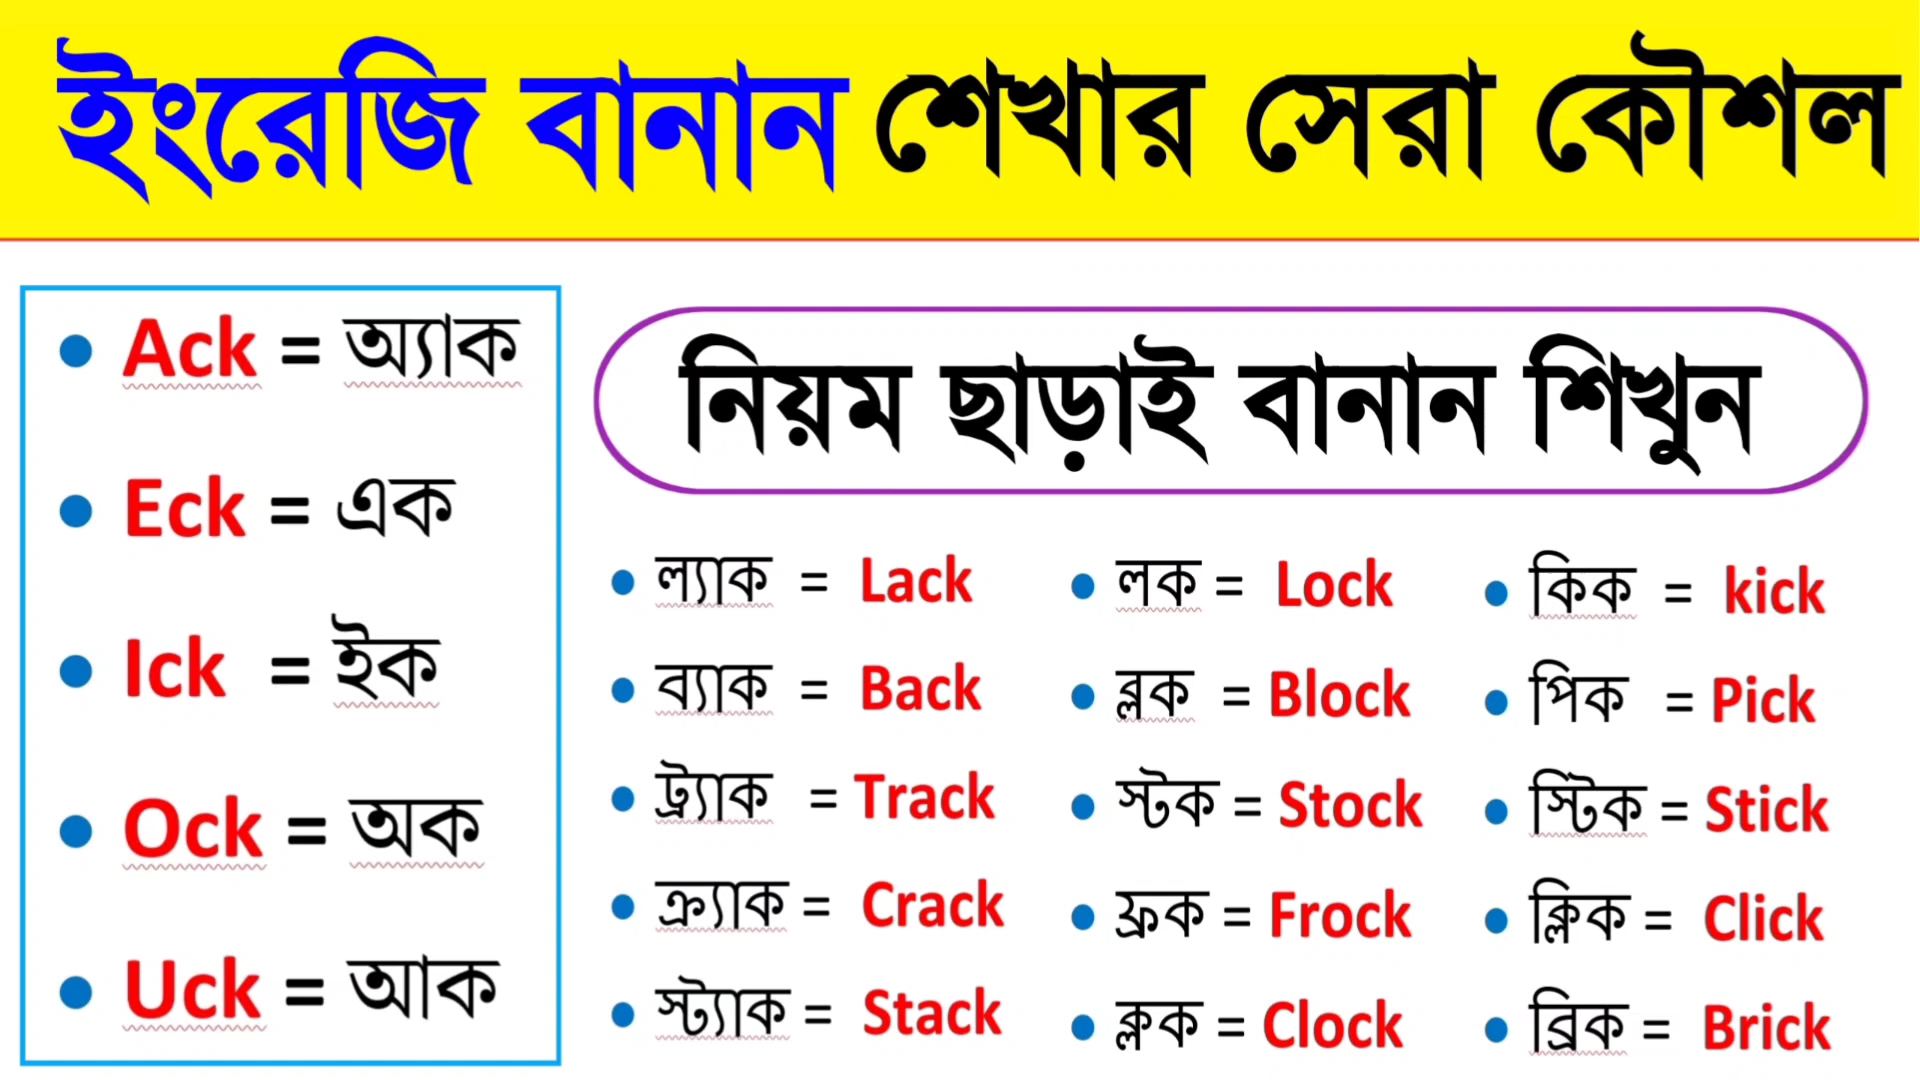 ইংরেজি বানান শেখার সেরা কৌশল
• Ack = অ্যাক
• Eck = এক
• Ick = ইক
• Ock = অক
• Uck = আক
নিয়ম ছাড়াই বানান শিখুন
• ল্যাক = Lack
• ব্যাক = Back
• ট্র্যাক = Track
• ক্র্যাক = Crack
• স্ট্যাক = Stack
• লক = Lock
• ব্লক = Block
• স্টক = Stock
• ফ্রক = Frock
• ক্লক = Clock
• কিক = kick
• পিক = Pick
• স্টিক = Stick
• ক্লিক = Click
• ব্রিক = Brick